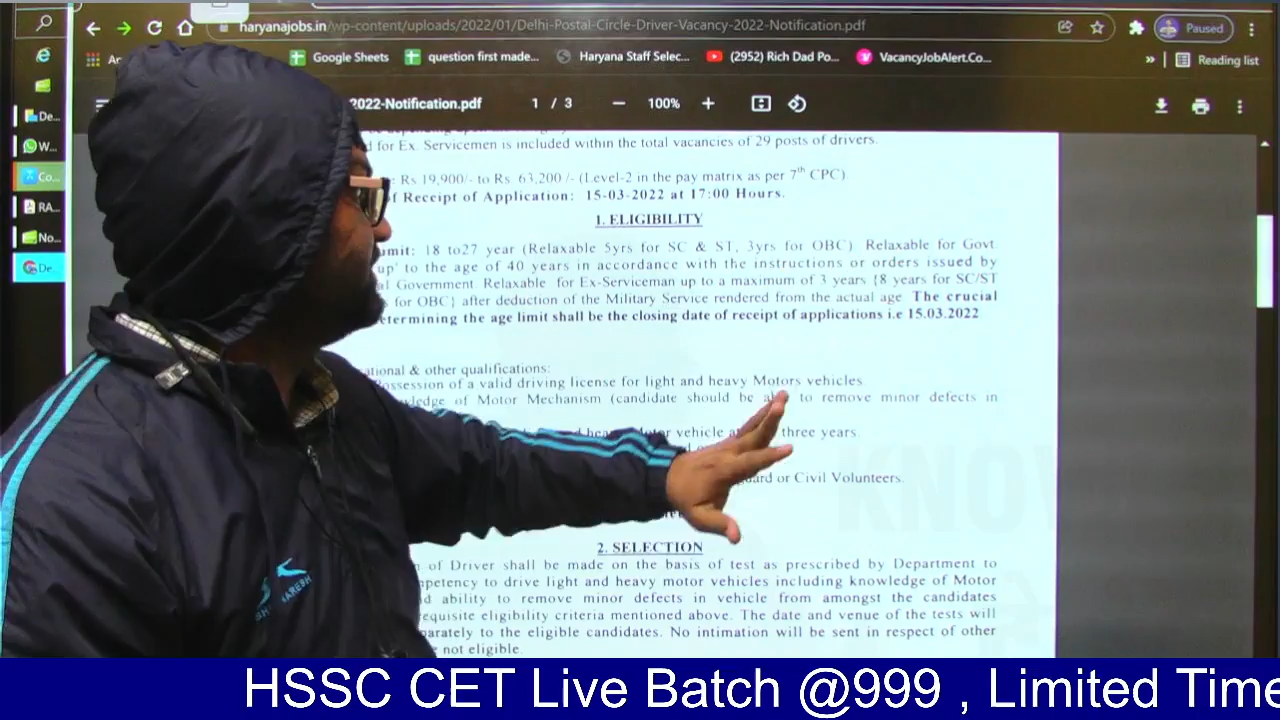 haryanajobs.in/wp-content/uploads/2022/01/Delhi-Postal-Circle-Driver-Vacancy-2022-Notification.pdf
Paused
Google Sheets question first made... Haryana Staff Selec... (2952) Rich Dad Po... VacancyJobAlert.Co... » Reading list
De...
W...
Co...
RA...
No...
De...
2022-Notification.pdf 1 / 3 — 100% +
for Ex. Servicemen is included within the total vacancies of 29 posts of drivers.
: Rs 19,900/- to Rs. 63,200 /- (Level-2 in the pay matrix as per 7th CPC)
of Receipt of Application: 15-03-2022 at 17:00 Hours.
1. ELIGIBILITY
18 to27 year (Relaxable 5yrs for SC & ST, 3yrs for OBC). Relaxable for Govt.
up' to the age of 40 years in accordance with the instructions or orders issued by
Government. Relaxable for Ex-Serviceman up to a maximum of 3 years {8 years for SC/ST
for OBC} after deduction of the Military Service rendered from the actual age. The crucial
determining the age limit shall be the closing date of receipt of applications i.e 15.03.2022
& other qualifications:
Possession of a valid driving license for light and heavy Motors vehicles.
of Motor Mechanism (candidate should be to remove minor defects in
vehicle three years.
or Civil Volunteers.
2. SELECTION
of Driver shall be made on the basis of test as prescribed by Department to
to drive light and heavy motor vehicles including knowledge of Motor
ability to remove minor defects in vehicle from amongst the candidates
requisite eligibility criteria mentioned above. The date and venue of the tests will
to the eligible candidates. No intimation will be sent in respect of other
not eligible.
KNOW
HSSC CET Live Batch @999 , Limited Time